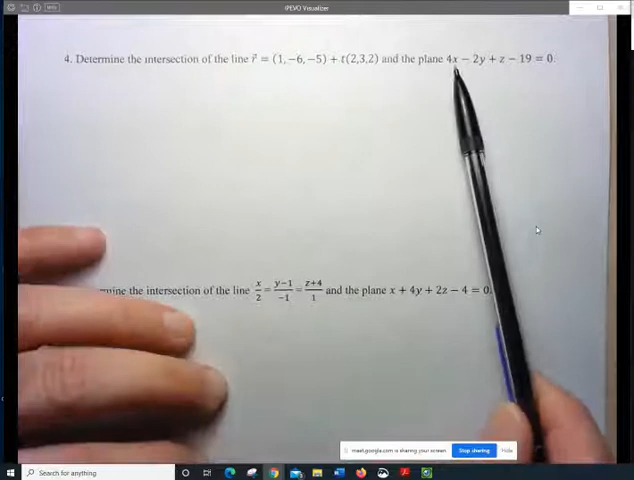 IPEVO Visualizer
4. Determine the intersection of the line r⃗ = (1, −6, −5) + t(2,3,2) and the plane 4x − 2y + z − 19 = 0.
mine the intersection of the line x/2 = y−1/−1 = z+4/1 and the plane x + 4y + 2z − 4 = 0.
meet.google.com is sharing your screen. Stop sharing Hide
Search for anything